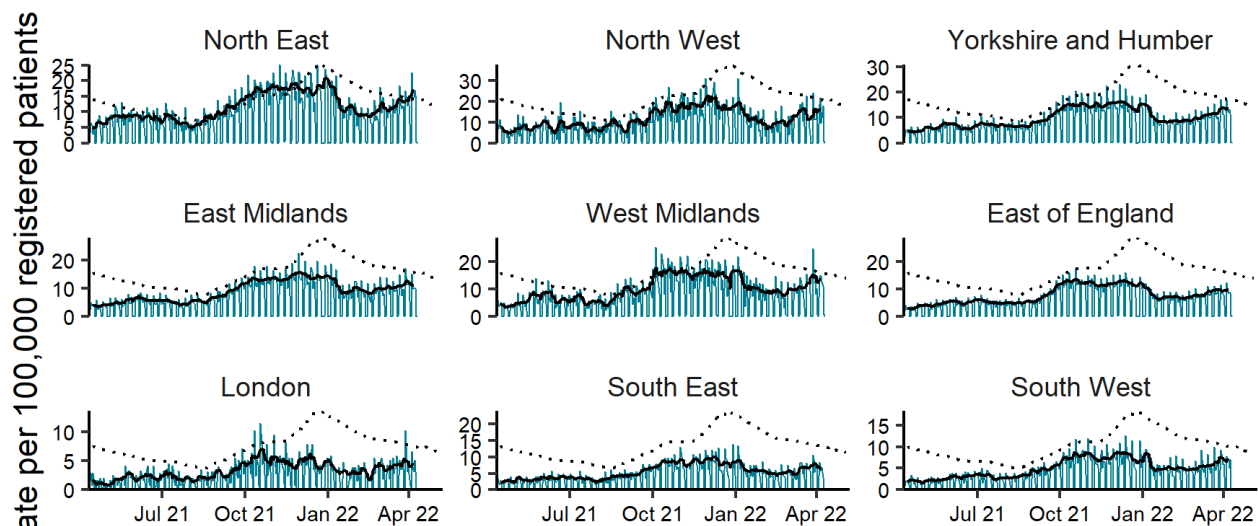 ate per 100,000 registered patients
North East
North West
Yorkshire and Humber
25
20
15
10
5
0
30
20
10
0
30
20
10
0
East Midlands
West Midlands
East of England
20
10
0
20
10
0
20
10
0
London
South East
South West
10
5
0
20
15
10
5
0
15
10
5
0
Jul 21 Oct 21 Jan 22 Apr 22
Jul 21 Oct 21 Jan 22 Apr 22
Jul 21 Oct 21 Jan 22 Apr 22